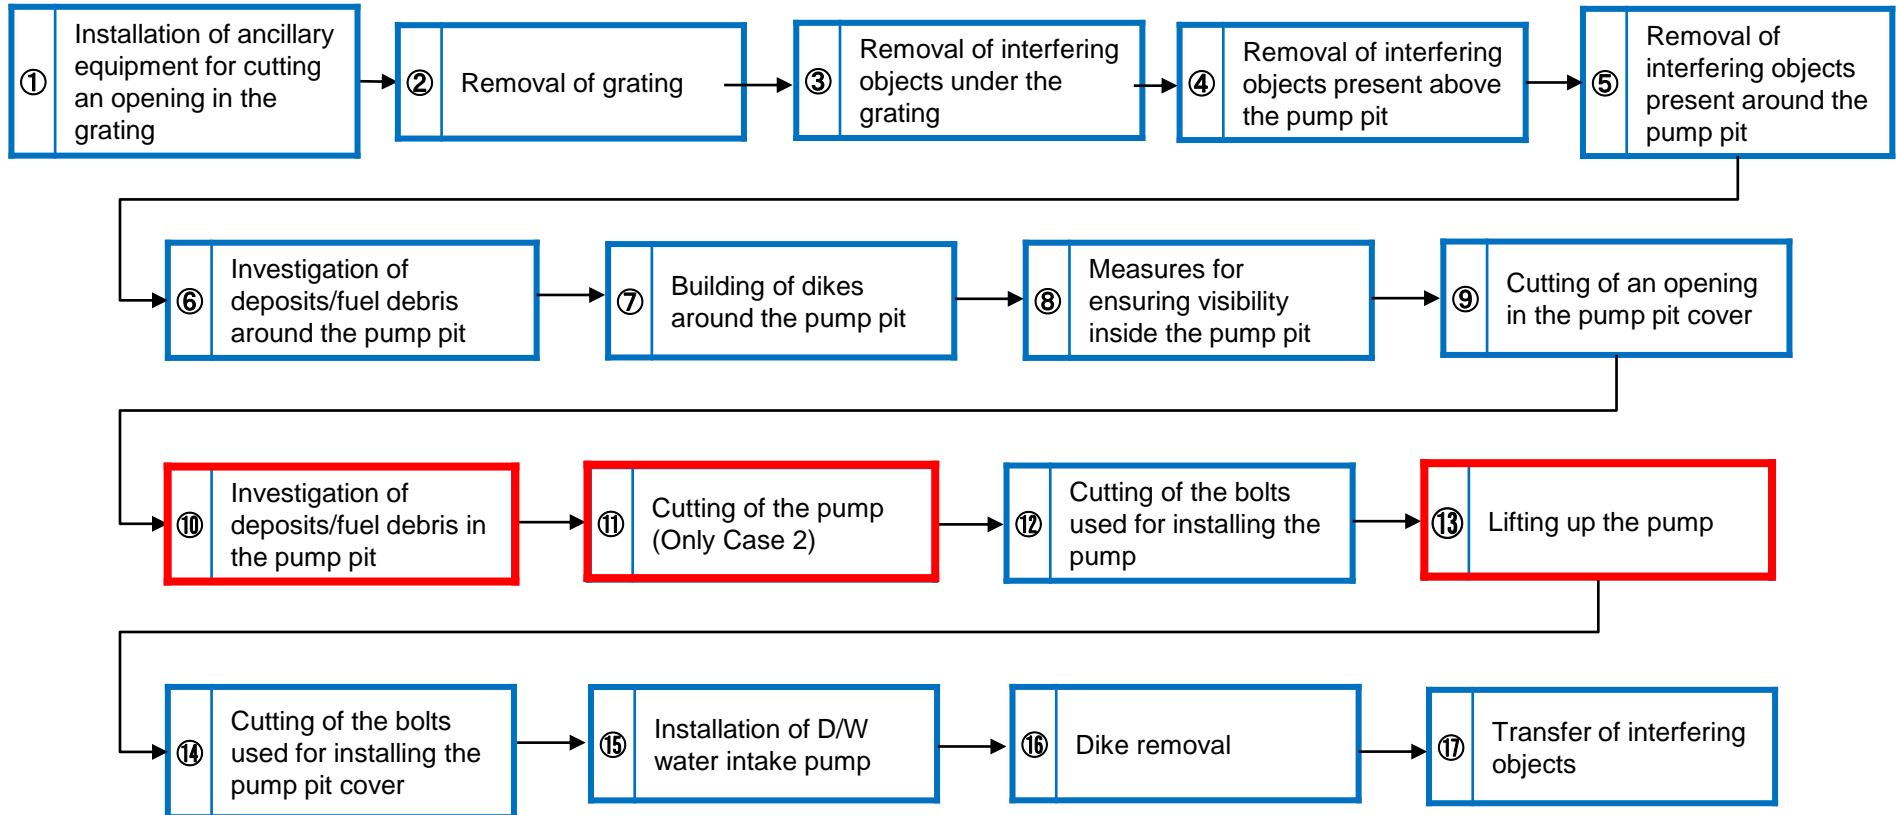 ①
Installation of ancillary
equipment for cutting
an opening in the
grating
②
Removal of grating
③
Removal of interfering
objects under the
grating
④
Removal of interfering
objects present above
the pump pit
⑤
Removal of
interfering objects
present around the
pump pit
⑥
Investigation of
deposits/fuel debris
around the pump pit
⑦
Building of dikes
around the pump pit
⑧
Measures for
ensuring visibility
inside the pump pit
⑨
Cutting of an opening
in the pump pit cover
⑩
Investigation of
deposits/fuel debris in
the pump pit
⑪
Cutting of the pump
(Only Case 2)
⑫
Cutting of the bolts
used for installing the
pump
⑬
Lifting up the pump
⑭
Cutting of the bolts
used for installing the
pump pit cover
⑮
Installation of D/W
water intake pump
⑯
Dike removal
⑰
Transfer of interfering
objects